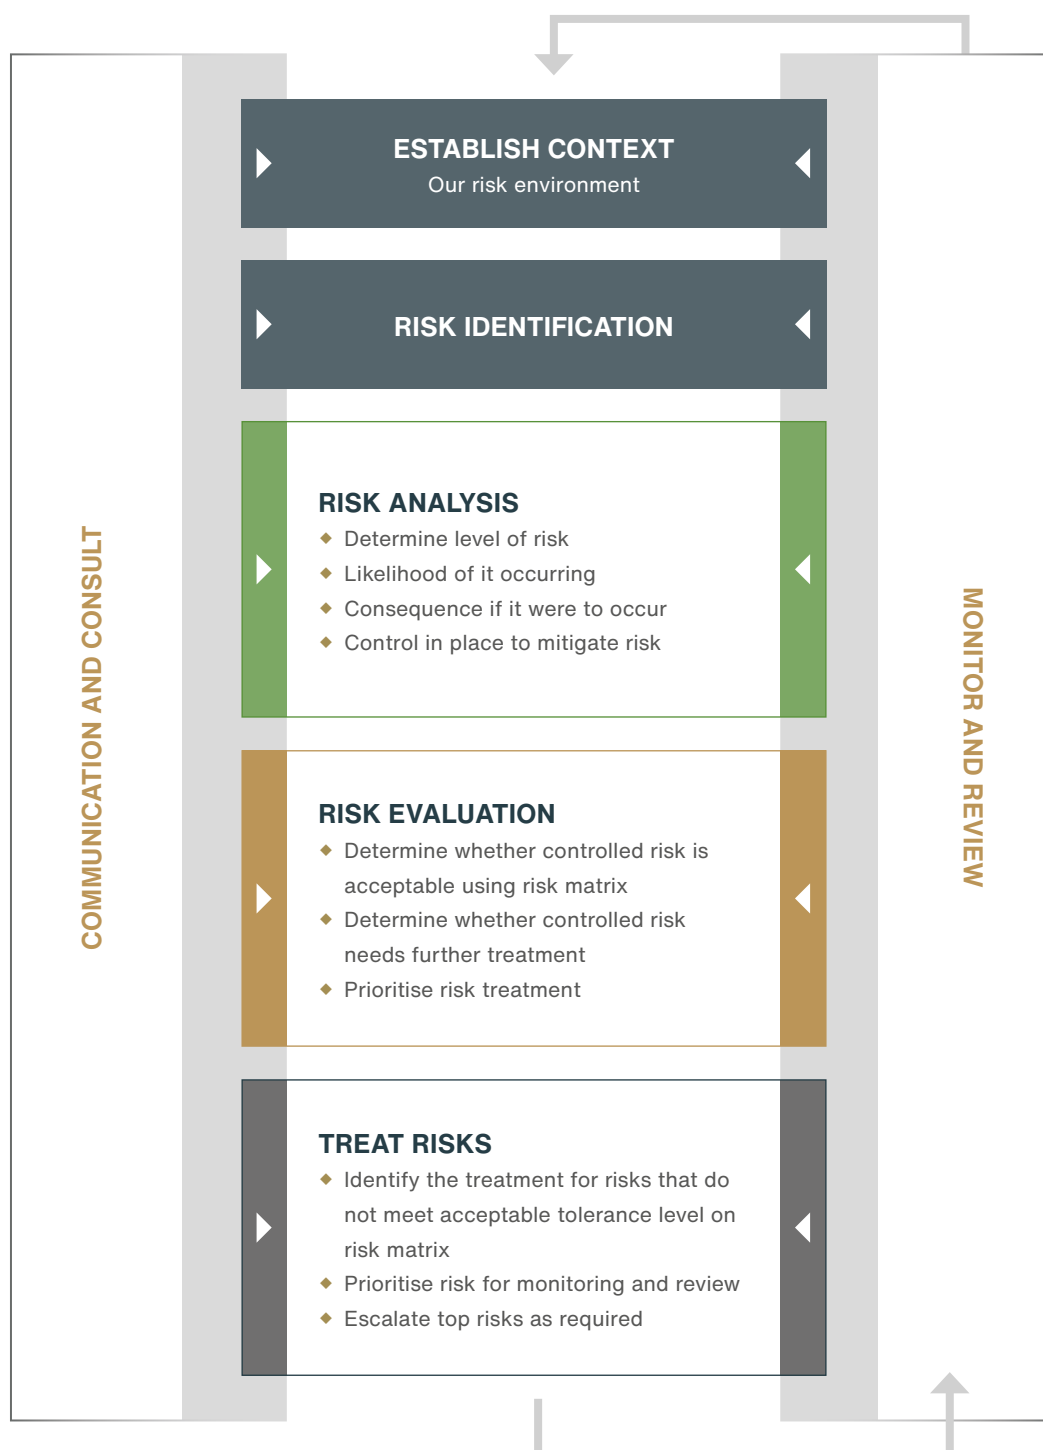 ESTABLISH CONTEXT
Our risk environment
RISK IDENTIFICATION
COMMUNICATION AND CONSULT
RISK ANALYSIS
Determine level of risk
Likelihood of it occurring
Consequence if it were to occur
Control in place to mitigate risk
RISK EVALUATION
Determine whether controlled risk is
acceptable using risk matrix
Determine whether controlled risk
needs further treatment
Prioritise risk treatment
TREAT RISKS
Identify the treatment for risks that do
not meet acceptable tolerance level on
risk matrix
Prioritise risk for monitoring and review
Escalate top risks as required
MONITOR AND REVIEW